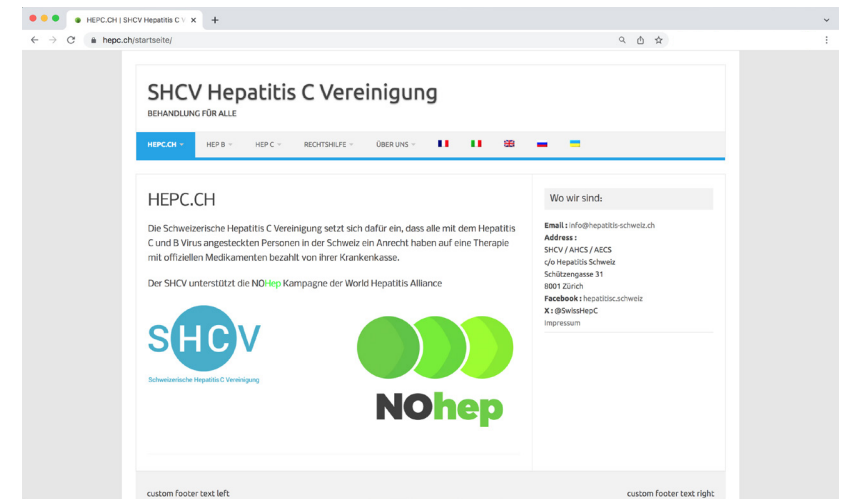 HEPC.CH | SHCV Hepatitis C V
hepc.ch/startseite/
SHCV Hepatitis C Vereinigung
BEHANDLUNG FÜR ALLE
HEPC.CH HEP B HEP C RECHTSHILFE ÜBER UNS
HEPC.CH
Die Schweizerische Hepatitis C Vereinigung setzt sich dafür ein, dass alle mit dem Hepatitis
C und B Virus angesteckten Personen in der Schweiz ein Anrecht haben auf eine Therapie
mit offiziellen Medikamenten bezahlt von ihrer Krankenkasse.
Der SHCV unterstützt die NOHep Kampagne der World Hepatitis Alliance
SHCV
Schweizerische Hepatitis C Vereinigung
NOhep
Wo wir sind:
Email : info@hepatitis-schweiz.ch
Address :
SHCV / AHCS / AECS
c/o Hepatitis Schweiz
Schützengasse 31
8001 Zürich
Facebook : hepatitisc.schweiz
X : @SwissHepC
Impressum
custom footer text left
custom footer text right